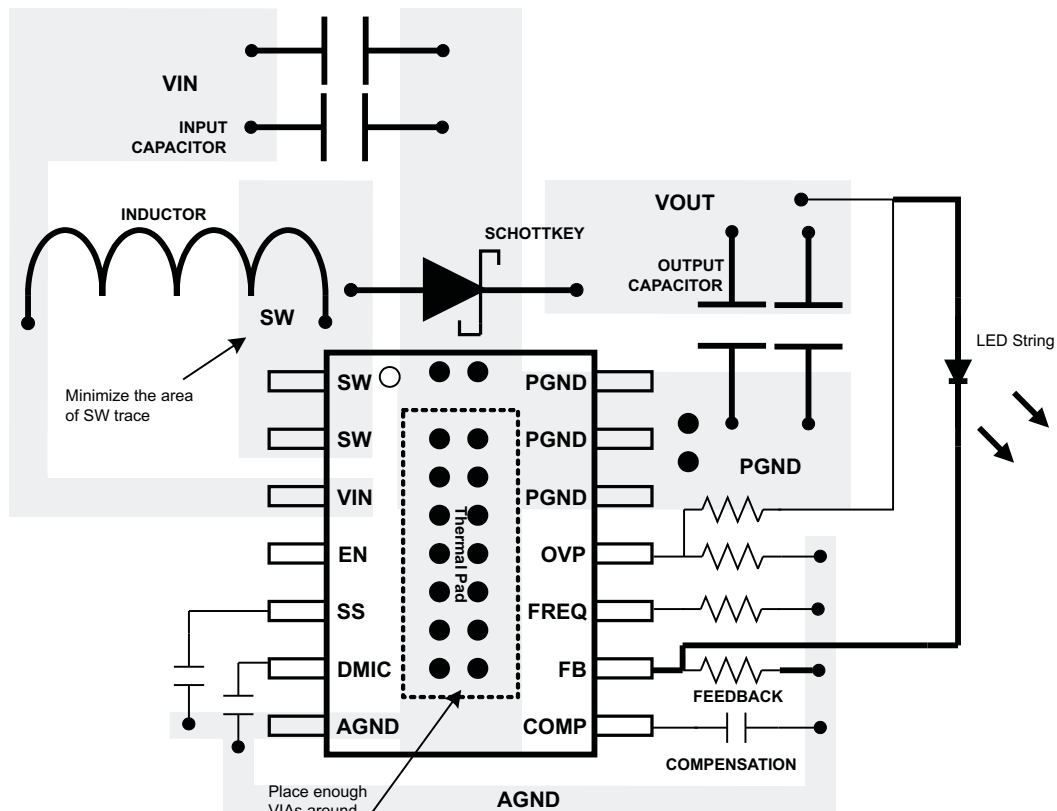 VIN
INPUT
CAPACITOR
INDUCTOR
SW
Minimize the area
of SW trace
SCHOTTKEY
VOUT
OUTPUT
CAPACITOR
LED String
PGND
SW
SW
VIN
EN
SS
DMIC
AGND
Thermal Pad
PGND
PGND
PGND
OVP
FREQ
FB
COMP
FEEDBACK
COMPENSATION
Place enough
VIAs around
AGND